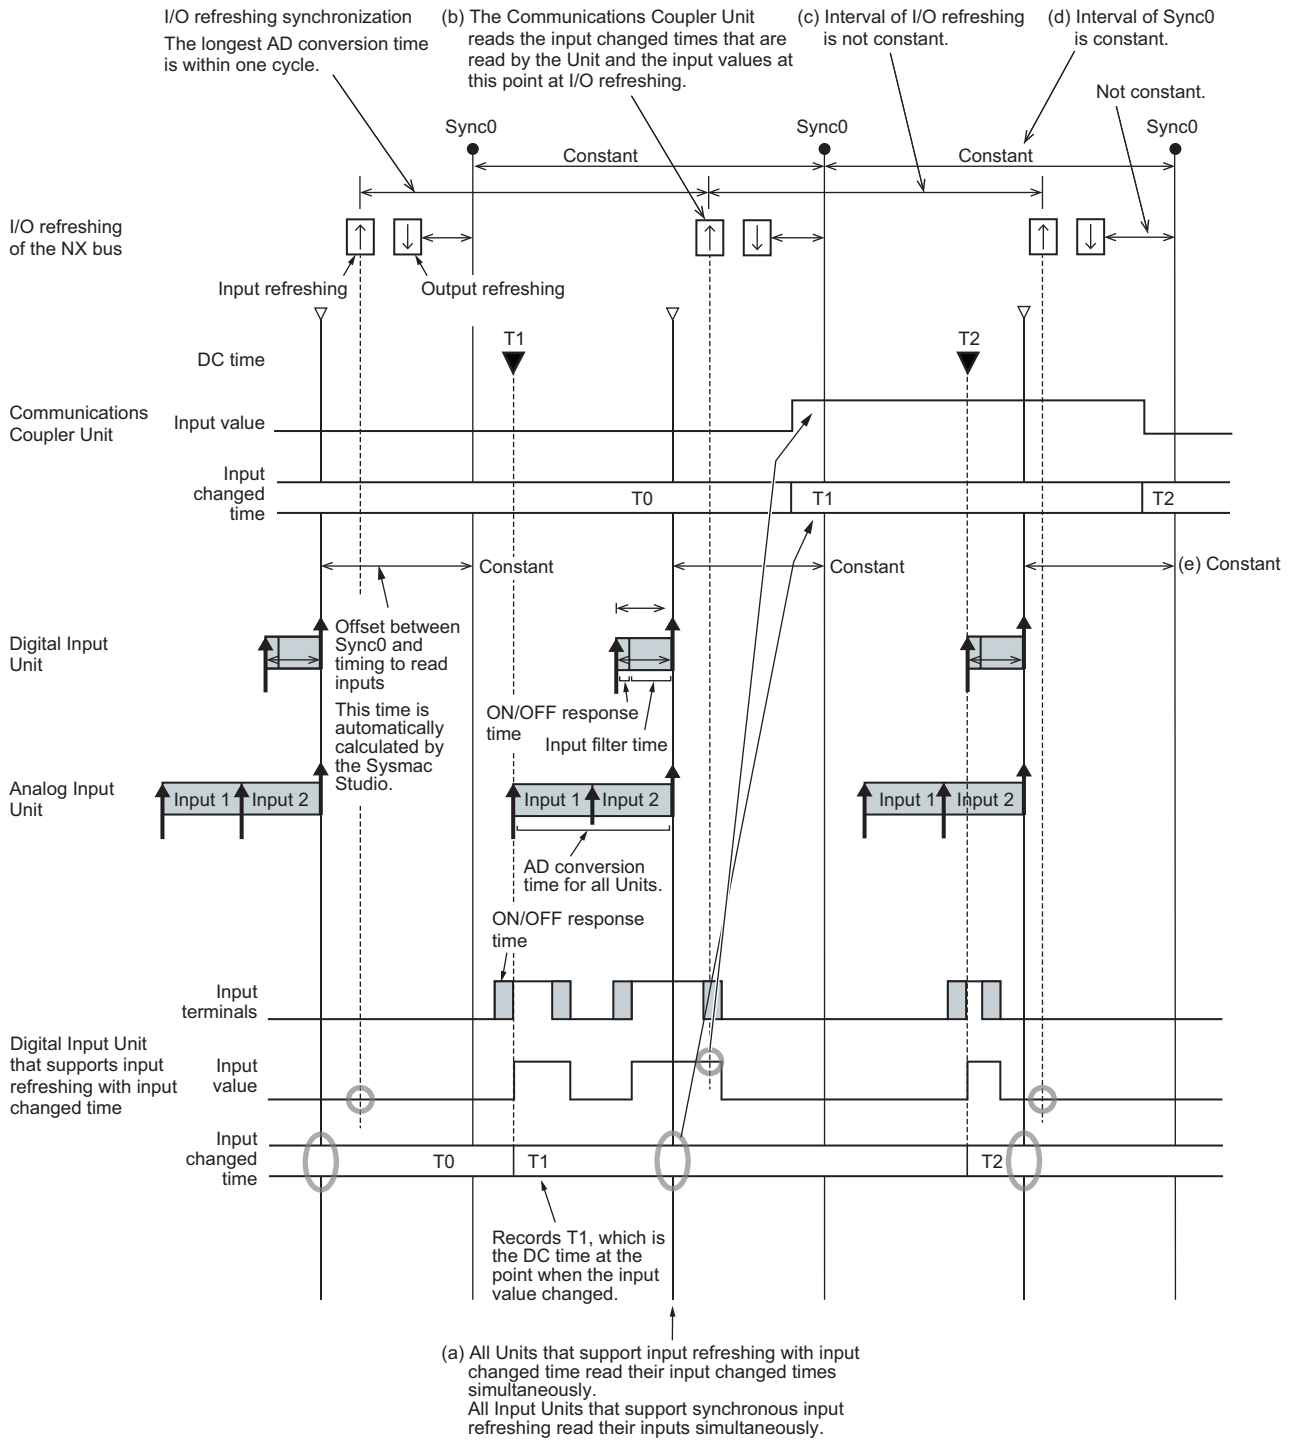 I/O refreshing synchronization
The longest AD conversion time
is within one cycle.
(b) The Communications Coupler Unit
reads the input changed times that are
read by the Unit and the input values at
this point at I/O refreshing.
(c) Interval of I/O refreshing
is not constant.
(d) Interval of Sync0
is constant.
Not constant.
Sync0
Sync0
Sync0
Constant
Constant
I/O refreshing
of the NX bus
Input refreshing
Output refreshing
DC time
T1
T2
Communications
Coupler Unit
Input value
Input
changed
time
T0
T1
T2
Constant
Constant
(e) Constant
Digital Input
Unit
Offset between
Sync0 and
timing to read
inputs
This time is
automatically
calculated by
the Sysmac
Studio.
ON/OFF response
time
Input filter time
Analog Input
Unit
Input 1
Input 2
Input 1
Input 2
Input 1
Input 2
AD conversion
time for all Units.
ON/OFF response
time
Input
terminals
Digital Input Unit
that supports input
refreshing with input
changed time
Input
value
Input
changed
time
T0
T1
T2
Records T1, which is
the DC time at the
point when the input
value changed.
(a) All Units that support input refreshing with input
changed time read their input changed times
simultaneously.
All Input Units that support synchronous input
refreshing read their inputs simultaneously.